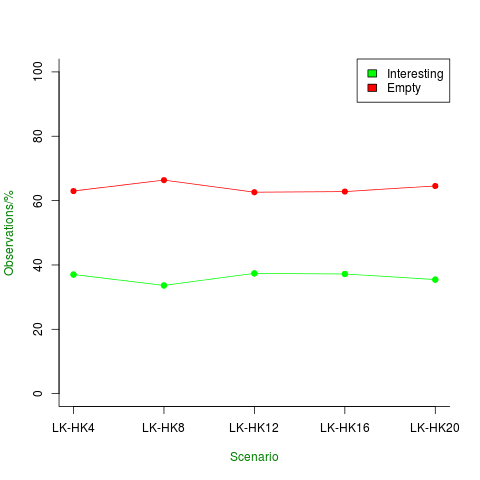 Interesting
Empty
100
80
60
40
20
0
Observations/%
LK-HK4 LK-HK8 LK-HK12 LK-HK16 LK-HK20
Scenario